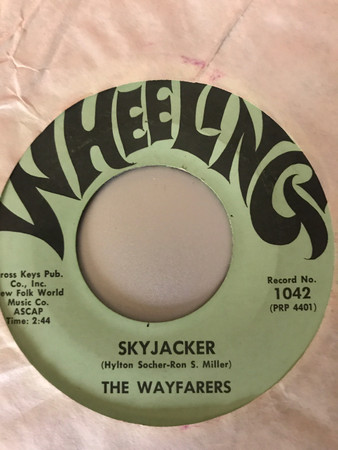 WHEELING
ross Keys Pub.
Co., Inc.
ew Folk World
Music Co.
ASCAP
Time: 2:44
Record No.
1042
(PRP 4401)
SKYJACKER
(Hylton Socher-Ron S. Miller)
THE WAYFARERS